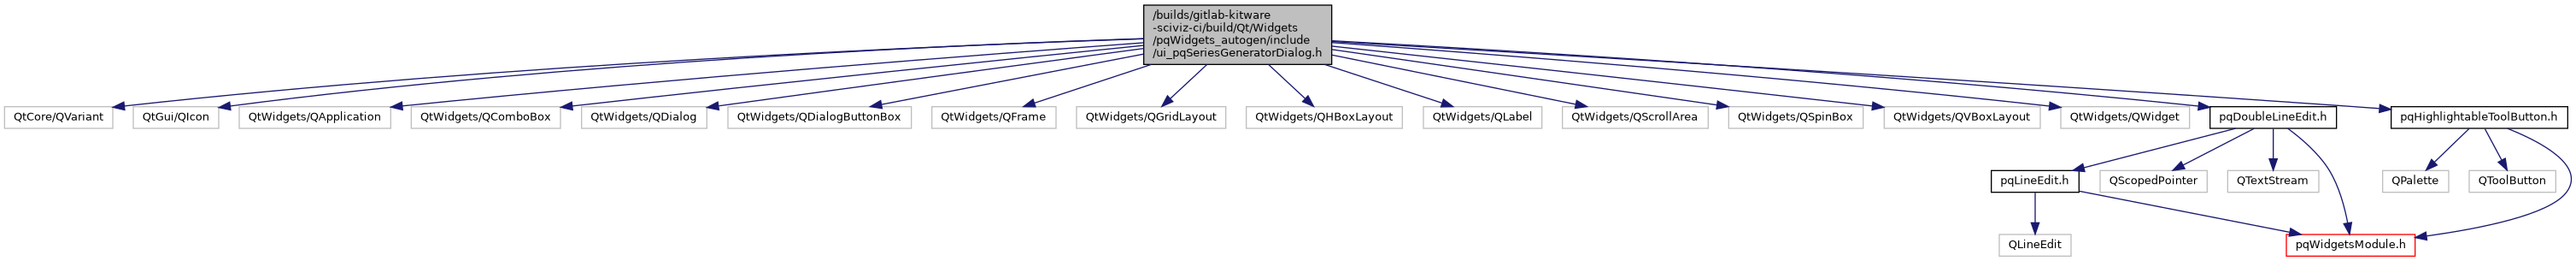 /builds/gitlab-kitware
-sciviz-ci/build/Qt/Widgets
/pqWidgets_autogen/include
/ui_pqSeriesGeneratorDialog.h
QtCore/QVariant
QtGui/QIcon
QtWidgets/QApplication
QtWidgets/QComboBox
QtWidgets/QDialog
QtWidgets/QDialogButtonBox
QtWidgets/QFrame
QtWidgets/QGridLayout
QtWidgets/QHBoxLayout
QtWidgets/QLabel
QtWidgets/QScrollArea
QtWidgets/QSpinBox
QtWidgets/QVBoxLayout
QtWidgets/QWidget
pqDoubleLineEdit.h
pqHighlightableToolButton.h
pqLineEdit.h
QScopedPointer
QTextStream
QPalette
QToolButton
QLineEdit
pqWidgetsModule.h